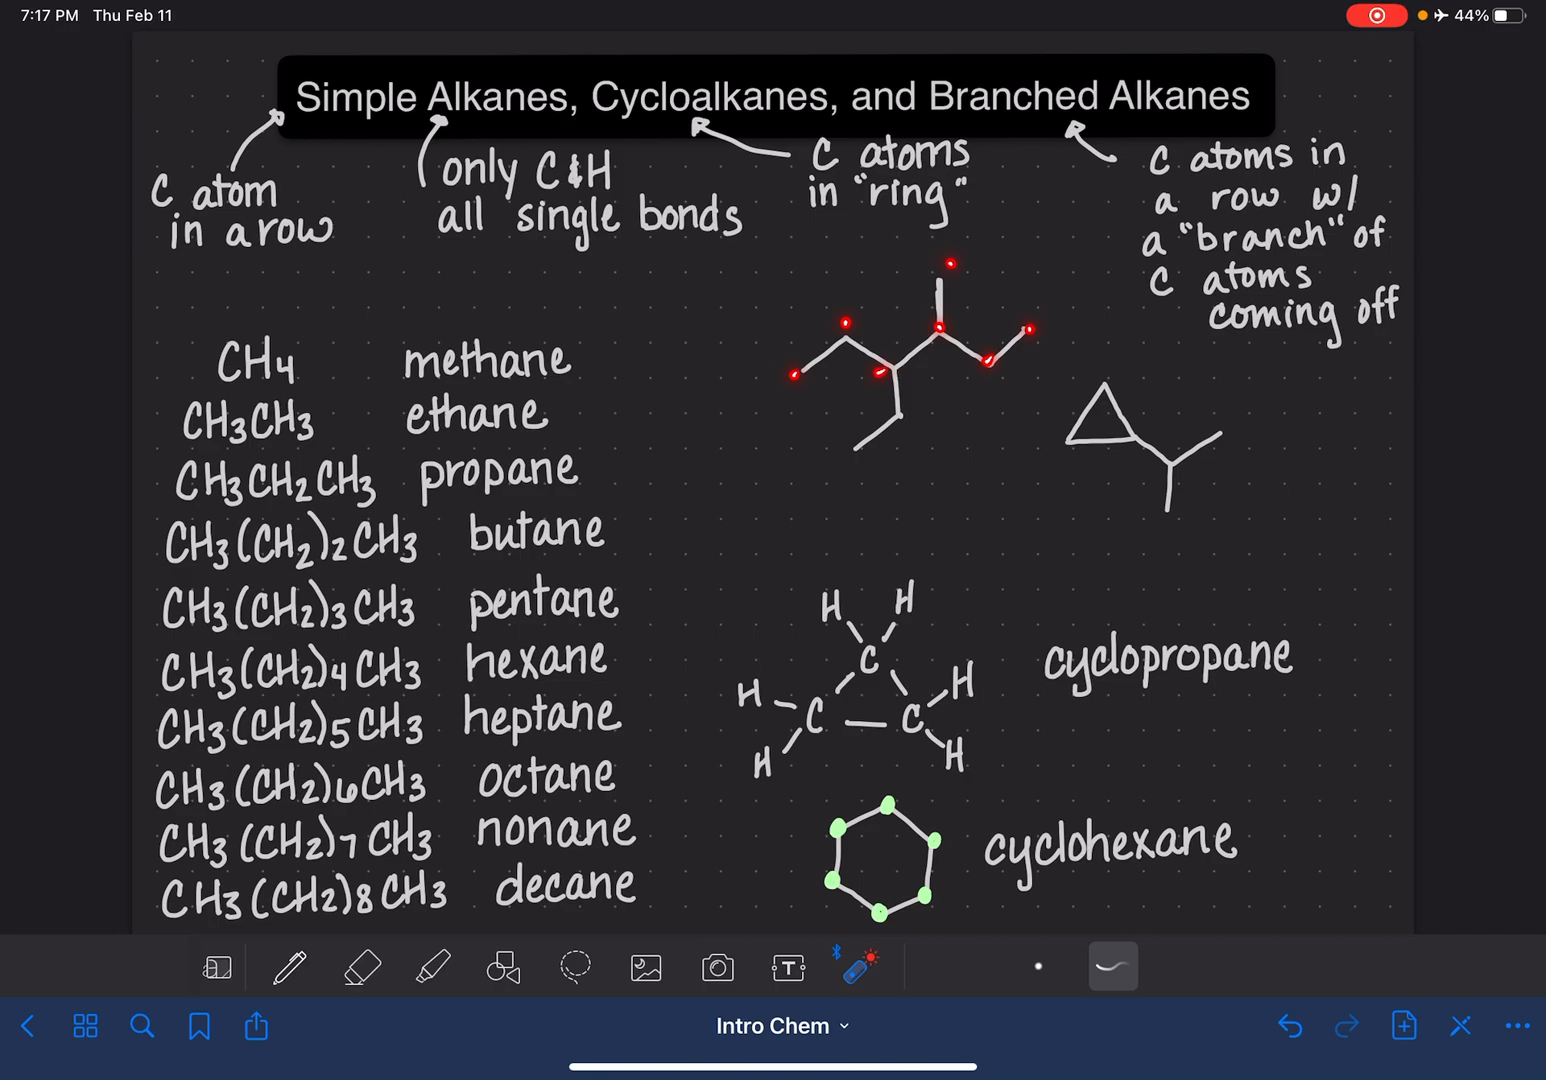 7:17 PM Thu Feb 11
44%
Simple Alkanes, Cycloalkanes, and Branched Alkanes
C atom
in a row
only C & H
all single bonds
C atoms
in "ring"
C atoms in
a row w/
a "branch" of
C atoms
coming off
CH4 methane
CH3CH3 ethane
CH3CH2CH3 propane
CH3(CH2)2CH3 butane
CH3(CH2)3CH3 pentane
CH3(CH2)4CH3 hexane
CH3(CH2)5CH3 heptane
CH3(CH2)6CH3 octane
CH3(CH2)7CH3 nonane
CH3(CH2)8CH3 decane
H H
C
H H
C C
H H
cyclopropane
cyclohexane
T
Intro Chem